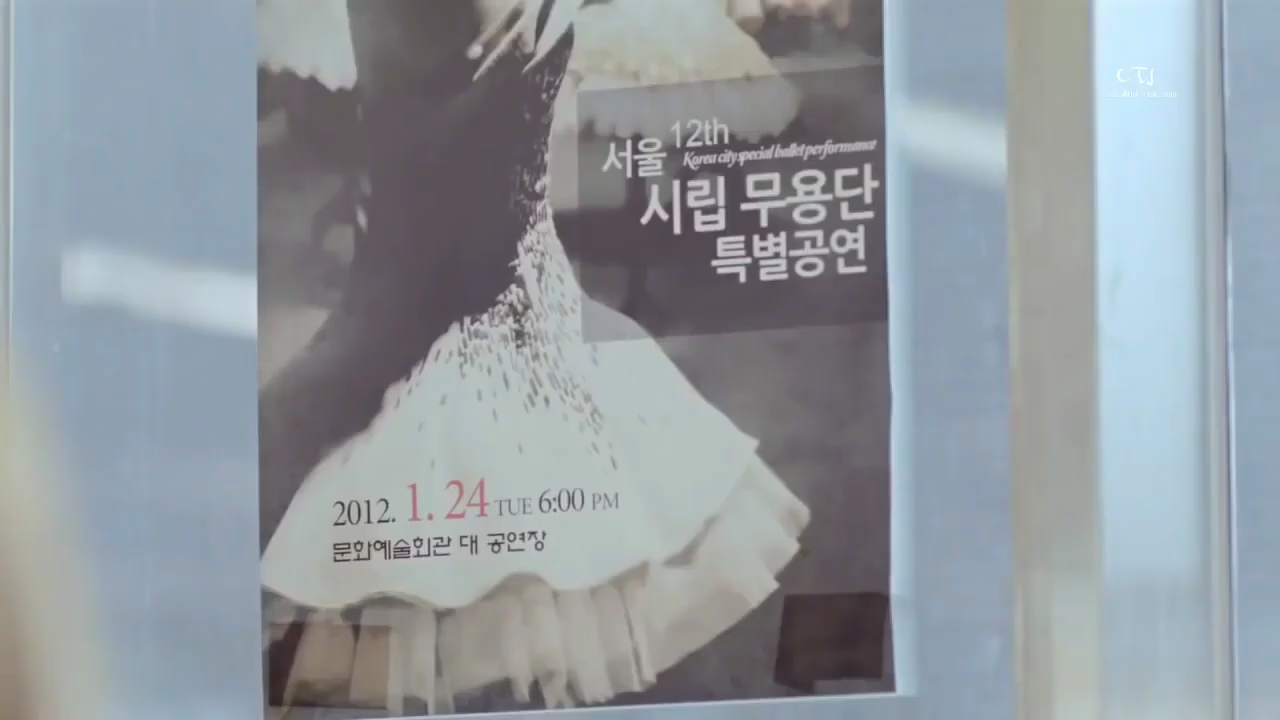 12th
서울 Korea city special ballet performance
시립 무용단
특별공연
2012. 1. 24 TUE 6:00 PM
문화예술회관 대 공연장